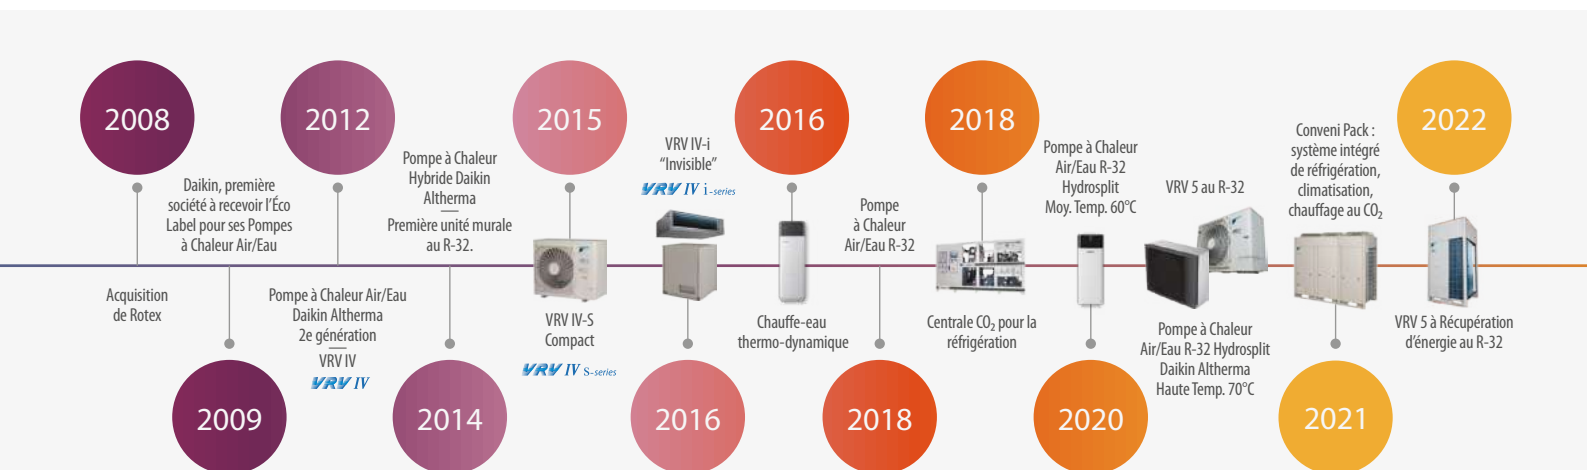 2008
Acquisition
de Rotex
Daikin, première
société à recevoir l’Éco
Label pour ses Pompes
à Chaleur Air/Eau
2009
2012
Pompe à Chaleur Air/Eau
Daikin Altherma
2e génération
VRV IV
VRV IV
Pompe à Chaleur
Hybride Daikin
Altherma
Première unité murale
au R-32.
2014
2015
VRV IV-S
Compact
VRV IV S-series
VRV IV-i
“Invisible”
VRV IV i-series
2016
2016
Chauffe-eau
thermo-dynamique
Pompe
à Chaleur
Air/Eau R-32
2018
2018
Centrale CO₂ pour la
réfrigération
Pompe à Chaleur
Air/Eau R-32
Hydrosplit
Moy. Temp. 60°C
2020
VRV 5 au R-32
Pompe à Chaleur
Air/Eau R-32 Hydrosplit
Daikin Altherma
Haute Temp. 70°C
Conveni Pack :
système intégré
de réfrigération,
climatisation,
chauffage au CO₂
2021
2022
VRV 5 à Récupération
d’énergie au R-32